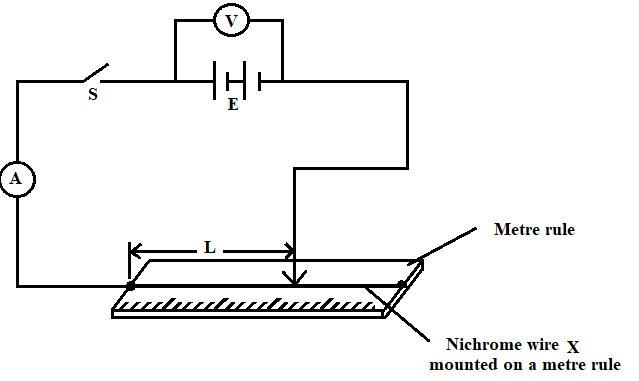 V
S
E
A
L
Metre rule
Nichrome wire X
mounted on a metre rule